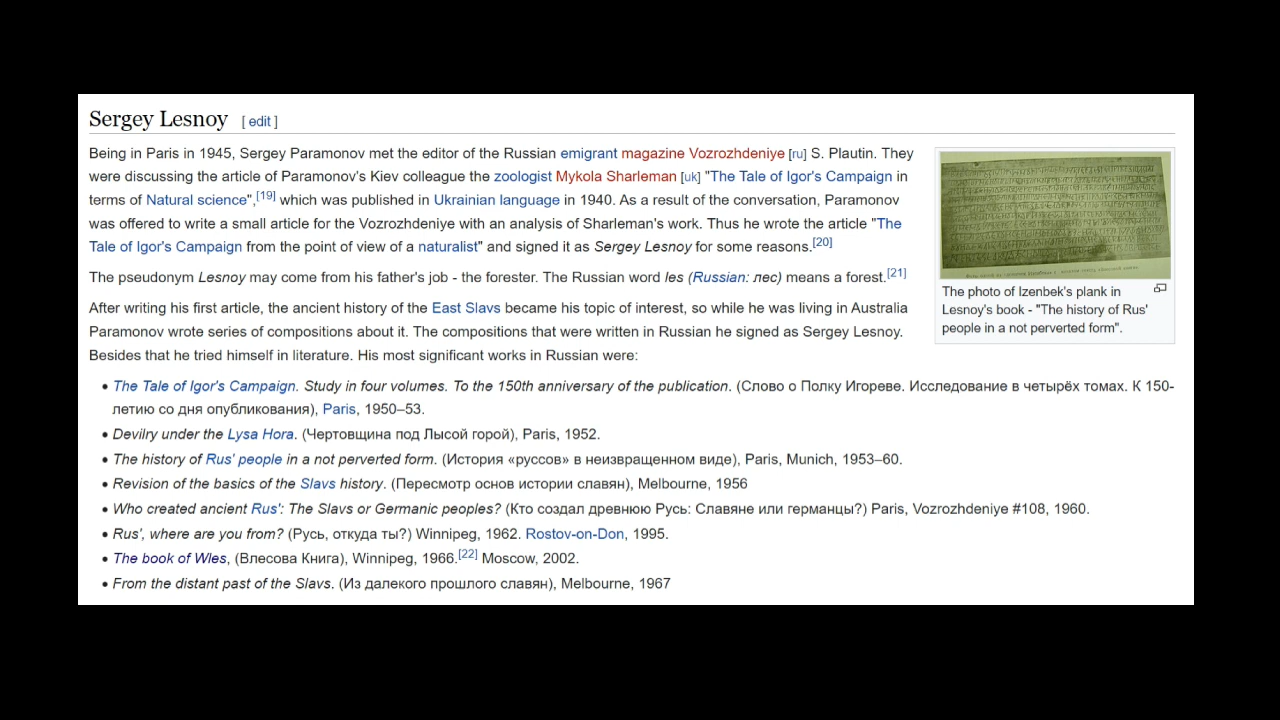 Sergey Lesnoy [ edit ]
Being in Paris in 1945, Sergey Paramonov met the editor of the Russian emigrant magazine Vozrozhdeniye [ru] S. Plautin. They
were discussing the article of Paramonov's Kiev colleague the zoologist Mykola Sharleman [uk] "The Tale of Igor's Campaign in
terms of Natural science",[19] which was published in Ukrainian language in 1940. As a result of the conversation, Paramonov
was offered to write a small article for the Vozrozhdeniye with an analysis of Sharleman's work. Thus he wrote the article "The
Tale of Igor's Campaign from the point of view of a naturalist" and signed it as Sergey Lesnoy for some reasons.[20]
The pseudonym Lesnoy may come from his father's job - the forester. The Russian word les (Russian: лес) means a forest.[21]
After writing his first article, the ancient history of the East Slavs became his topic of interest, so while he was living in Australia
Paramonov wrote series of compositions about it. The compositions that were written in Russian he signed as Sergey Lesnoy.
Besides that he tried himself in literature. His most significant works in Russian were:
The photo of Izenbek's plank in
Lesnoy's book - "The history of Rus'
people in a not perverted form".
• The Tale of Igor's Campaign. Study in four volumes. To the 150th anniversary of the publication. (Слово о Полку Игореве. Исследование в четырёх томах. К 150-
летию со дня опубликования), Paris, 1950–53.
• Devilry under the Lysa Hora. (Чертовщина под Лысой горой), Paris, 1952.
• The history of Rus' people in a not perverted form. (История «руссов» в неизвращенном виде), Paris, Munich, 1953–60.
• Revision of the basics of the Slavs history. (Пересмотр основ истории славян), Melbourne, 1956
• Who created ancient Rus': The Slavs or Germanic peoples? (Кто создал древнюю Русь: Славяне или германцы?) Paris, Vozrozhdeniye #108, 1960.
• Rus', where are you from? (Русь, откуда ты?) Winnipeg, 1962. Rostov-on-Don, 1995.
• The book of Wles, (Влесова Книга), Winnipeg, 1966.[22] Moscow, 2002.
• From the distant past of the Slavs. (Из далекого прошлого славян), Melbourne, 1967